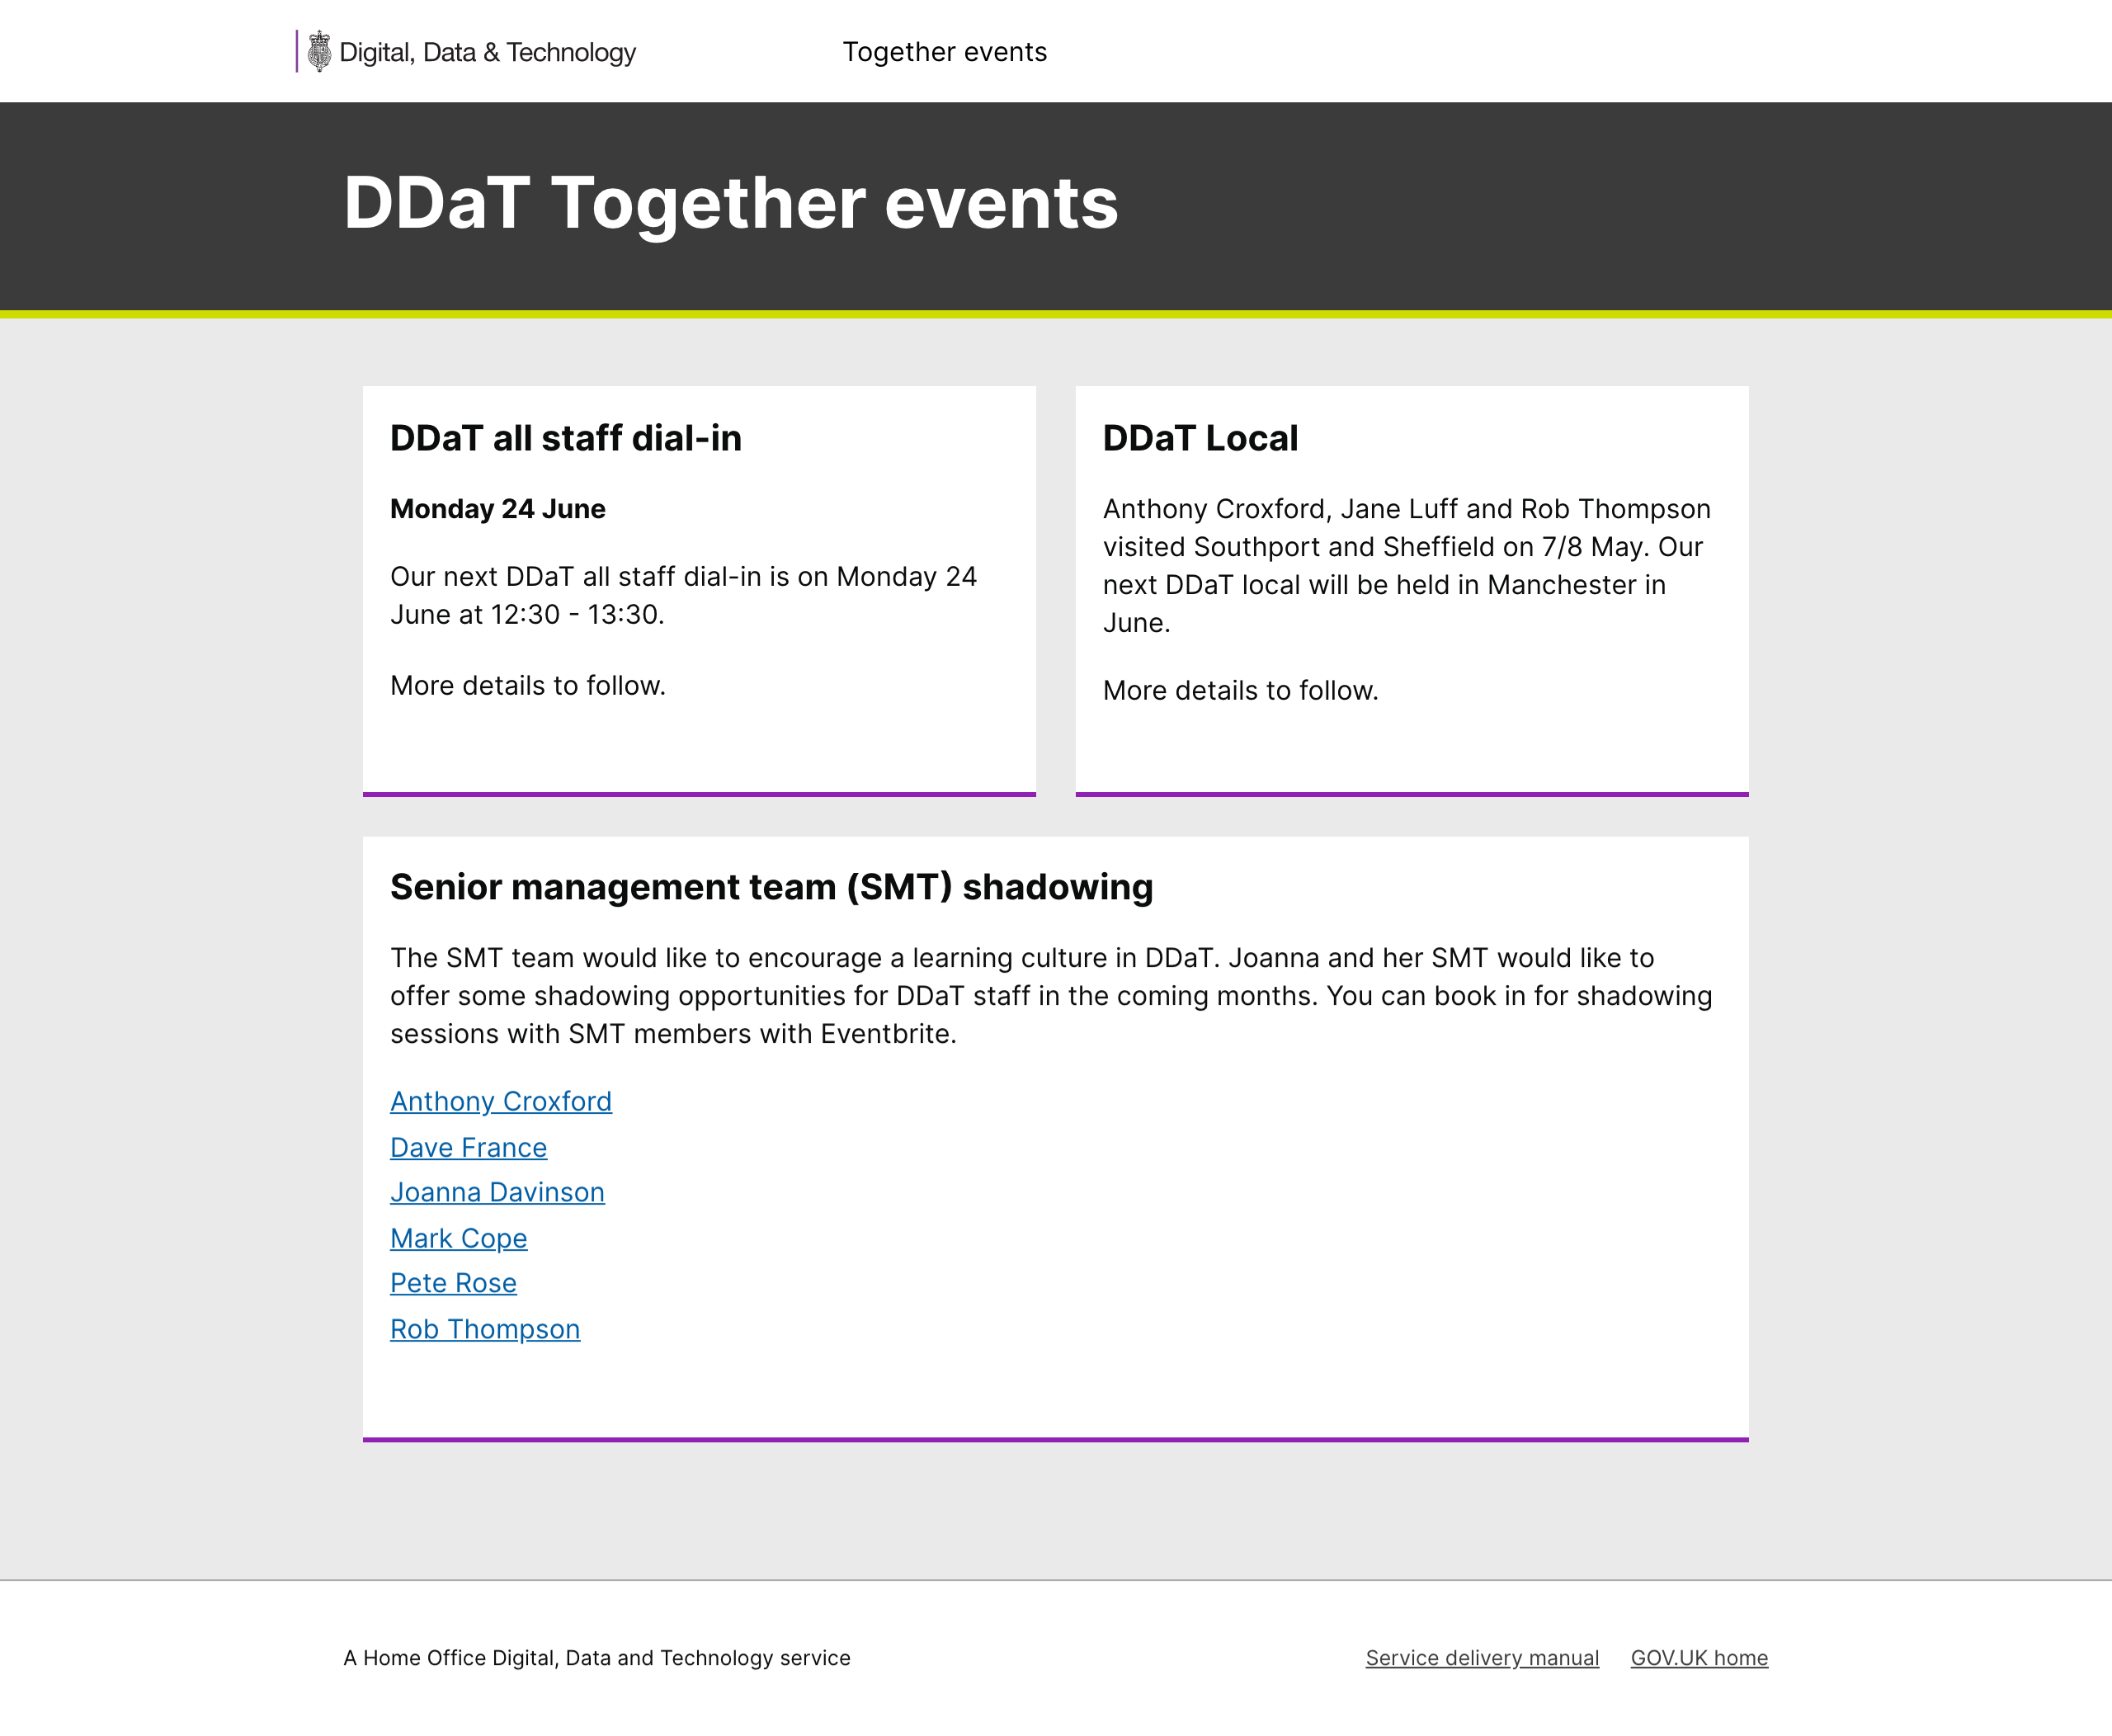 Digital, Data & Technology
Together events
DDaT Together events
DDaT all staff dial-in
Monday 24 June
Our next DDaT all staff dial-in is on Monday 24
June at 12:30 - 13:30.
More details to follow.
DDaT Local
Anthony Croxford, Jane Luff and Rob Thompson
visited Southport and Sheffield on 7/8 May. Our
next DDaT local will be held in Manchester in
June.
More details to follow.
Senior management team (SMT) shadowing
The SMT team would like to encourage a learning culture in DDaT. Joanna and her SMT would like to
offer some shadowing opportunities for DDaT staff in the coming months. You can book in for shadowing
sessions with SMT members with Eventbrite.
Anthony Croxford
Dave France
Joanna Davinson
Mark Cope
Pete Rose
Rob Thompson
A Home Office Digital, Data and Technology service
Service delivery manual
GOV.UK home